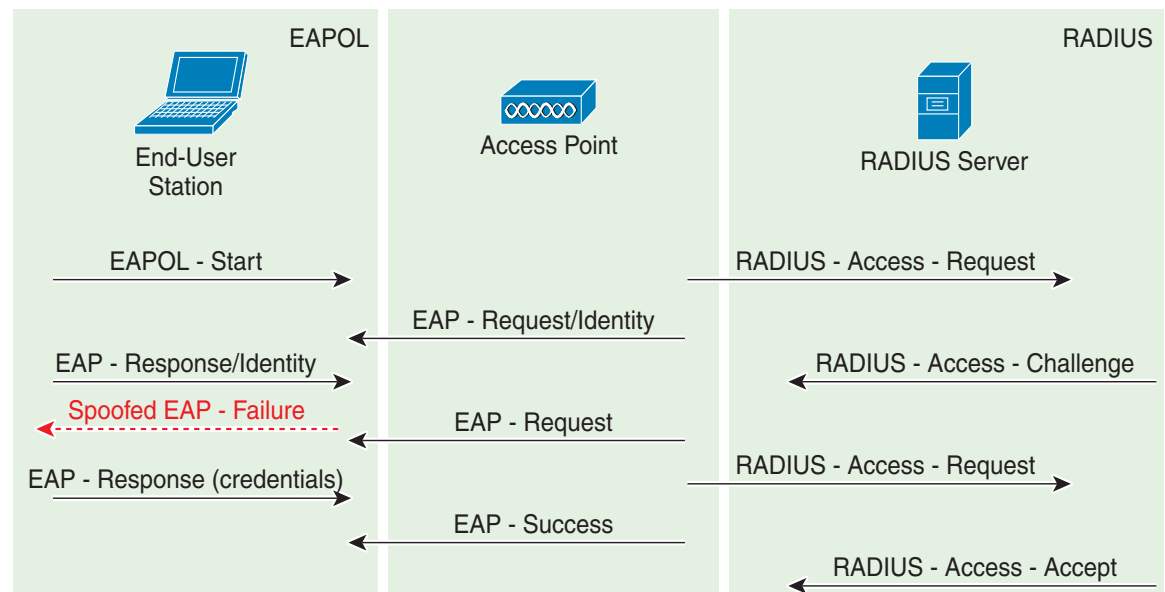 EAPOL
RADIUS
End-User
Station
Access Point
RADIUS Server
EAPOL - Start
RADIUS - Access - Request
EAP - Request/Identity
EAP - Response/Identity
RADIUS - Access - Challenge
Spoofed EAP - Failure
EAP - Request
EAP - Response (credentials)
RADIUS - Access - Request
EAP - Success
RADIUS - Access - Accept